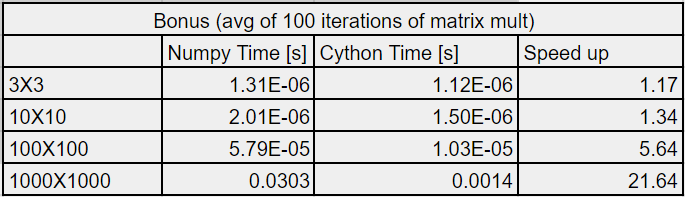 Bonus (avg of 100 iterations of matrix mult)
Numpy Time [s] Cython Time [s] Speed up
3X3 1.31E-06 1.12E-06 1.17
10X10 2.01E-06 1.50E-06 1.34
100X100 5.79E-05 1.03E-05 5.64
1000X1000 0.0303 0.0014 21.64